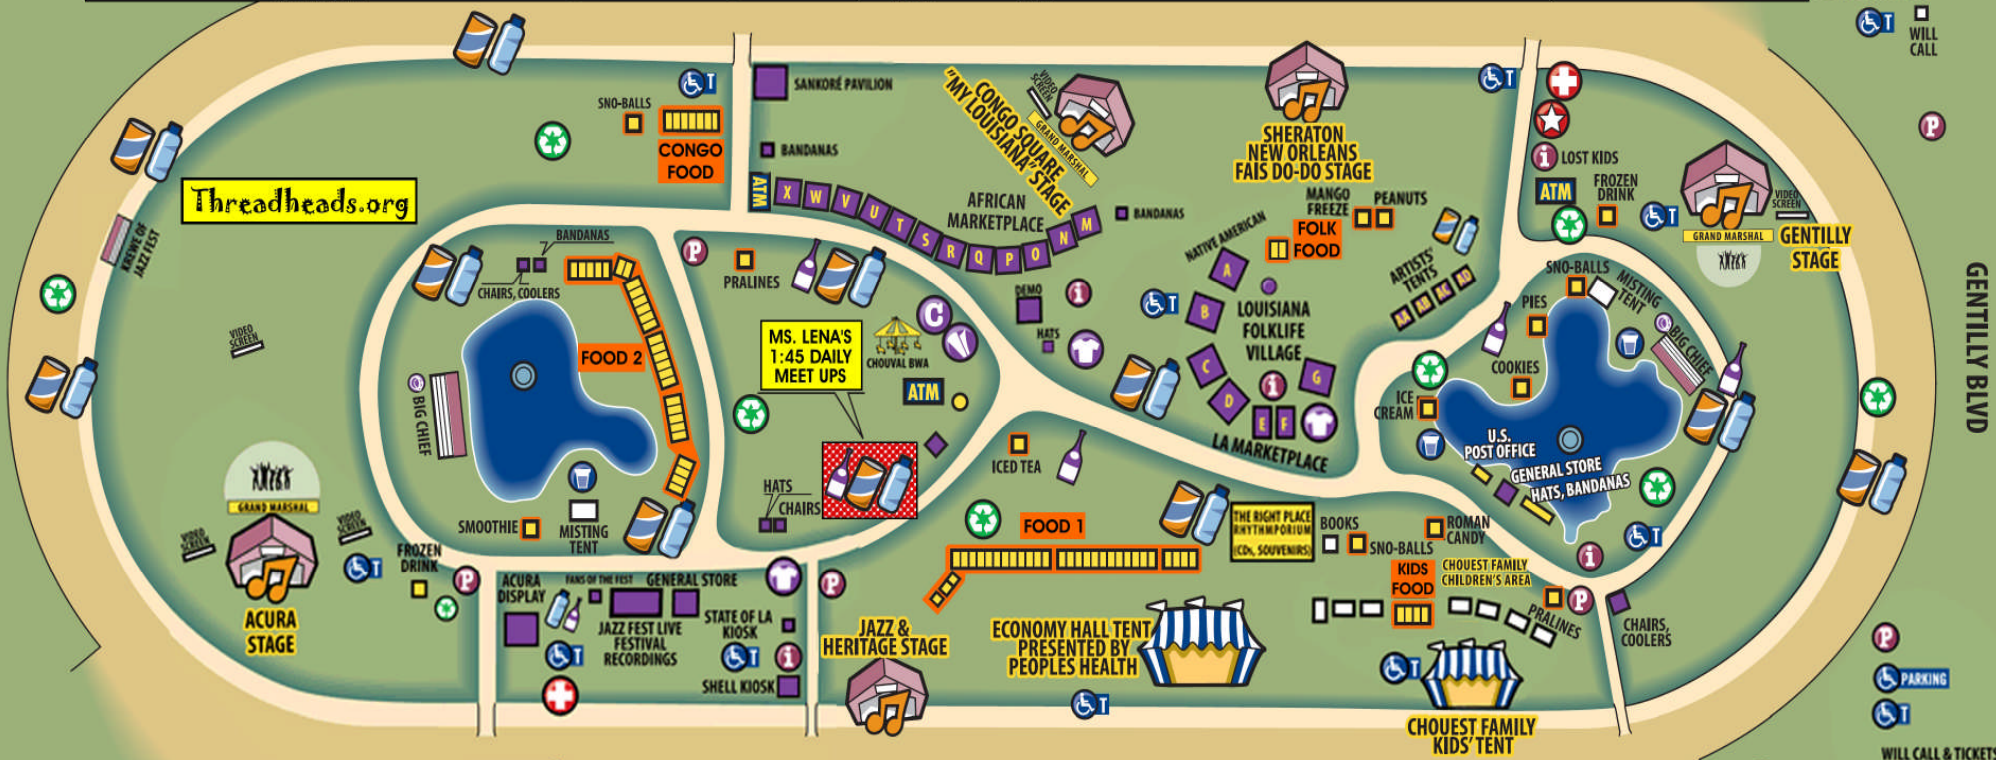 T
WILL
CALL
SANKORÉ PAVILION
SNO-BALLS
CONGO
FOOD
BANDANAS
ATM
X
W
V
U
T
S
R
Q
P
O
N
M
AFRICAN
MARKETPLACE
VIDEO
SCREEN
CONGO SQUARE
"MY LOUISIANA" STAGE
GRAND MARSHAL
BANDANAS
SHERATON
NEW ORLEANS
FAIS DO-DO STAGE
MANGO
FREEZE
PEANUTS
FOLK
FOOD
NATIVE AMERICAN
ARTISTS'
TENTS
AA
AB
AC
AD
T
T
i
LOST KIDS
ATM
FROZEN
DRINK
T
VIDEO
SCREEN
GRAND MARSHAL
GENTILLY
STAGE
P
GENTILLY BLVD
Threadheads.org
KREWE OF
JAZZ FEST
VIDEO
SCREEN
BANDANAS
CHAIRS, COOLERS
P
PRALINES
FOOD 2
MS. LENA'S
1:45 DAILY
MEET UPS
CHOUVAL BWA
C
ATM
DEMO
i
HATS
T
A
B
C
D
E
F
G
LOUISIANA
FOLKLIFE
VILLAGE
i
LA MARKETPLACE
SNO-BALLS
MISTING
TENT
PIES
BIG CHIEF
COOKIES
ICE
CREAM
U.S.
POST OFFICE
GENERAL STORE
HATS, BANDANAS
BIG CHIEF
SMOOTHIE
MISTING
TENT
HATS
CHAIRS
ICED TEA
FOOD 1
THE RIGHT PLACE
RHYTHMPORIUM
(CDs, SOUVENIRS)
BOOKS
SNO-BALLS
ROMAN
CANDY
KIDS
FOOD
CHOUEST FAMILY
CHILDREN'S AREA
T
i
P
PRALINES
CHAIRS,
COOLERS
GRAND MARSHAL
VIDEO
SCREEN
VIDEO
SCREEN
ACURA
STAGE
T
FROZEN
DRINK
P
ACURA
DISPLAY
FANS OF THE FEST
GENERAL STORE
JAZZ FEST LIVE
FESTIVAL
RECORDINGS
T
STATE OF LA
KIOSK
T
i
SHELL KIOSK
P
JAZZ &
HERITAGE STAGE
ECONOMY HALL TENT
PRESENTED BY
PEOPLES HEALTH
T
T
CHOUEST FAMILY
KIDS' TENT
P
PARKING
T
WILL CALL & TICKETS